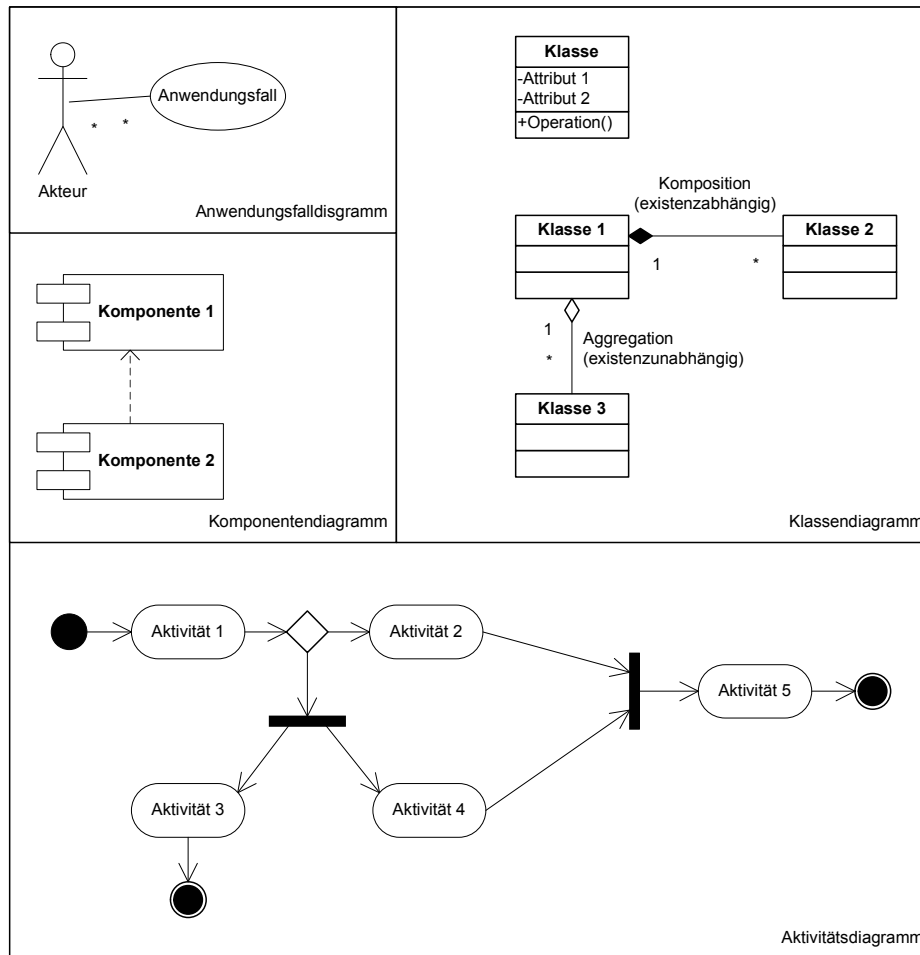 Anwendungsfall
* *
Akteur
Anwendungsfalldisgramm
Komponente 1
Komponente 2
Komponentendiagramm
Klasse
-Attribut 1
-Attribut 2
+Operation()
Komposition
(existenzabhängig)
Klasse 1
Klasse 2
1
*
1
Aggregation
*
(existenzunabhängig)
Klasse 3
Klassendiagramm
Aktivität 1
Aktivität 2
Aktivität 5
Aktivität 3
Aktivität 4
Aktivitätsdiagramm